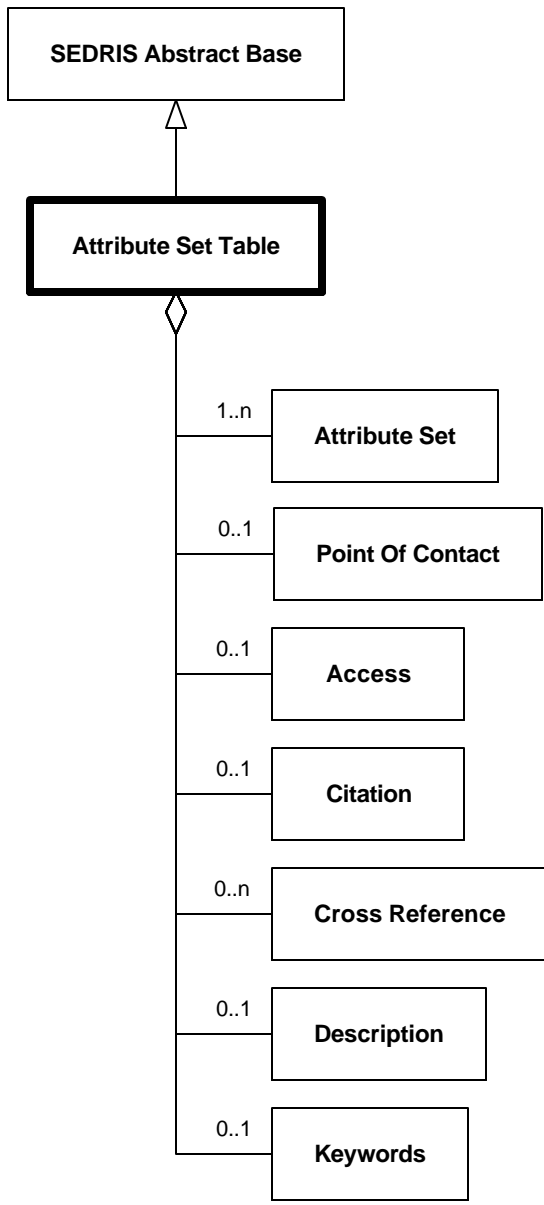 SEDRIS Abstract Base
Attribute Set Table
1..n
Attribute Set
0..1
Point Of Contact
0..1
Access
0..1
Citation
0..n
Cross Reference
0..1
Description
0..1
Keywords